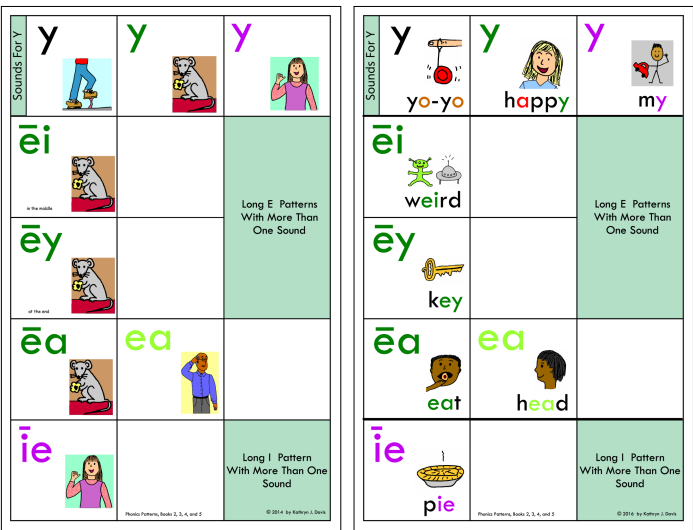 Sounds For Y
y
y
y
ēi
in the middle
Long E Patterns
With More Than
One Sound
ēy
at the end
ēa
ea
īe
Long I Pattern
With More Than One
Sound
Phonics Patterns, Books 2, 3, 4, and 5
© 2014 by Kathryn J. Davis
Sounds For Y
y
yo-yo
y
happy
y
my
ēi
weird
Long E Patterns
With More Than
One Sound
ēy
key
ēa
eat
ea
head
īe
pie
Long I Pattern
With More Than One
Sound
Phonics Patterns, Books 2, 3, 4, and 5
© 2016 by Kathryn J. Davis